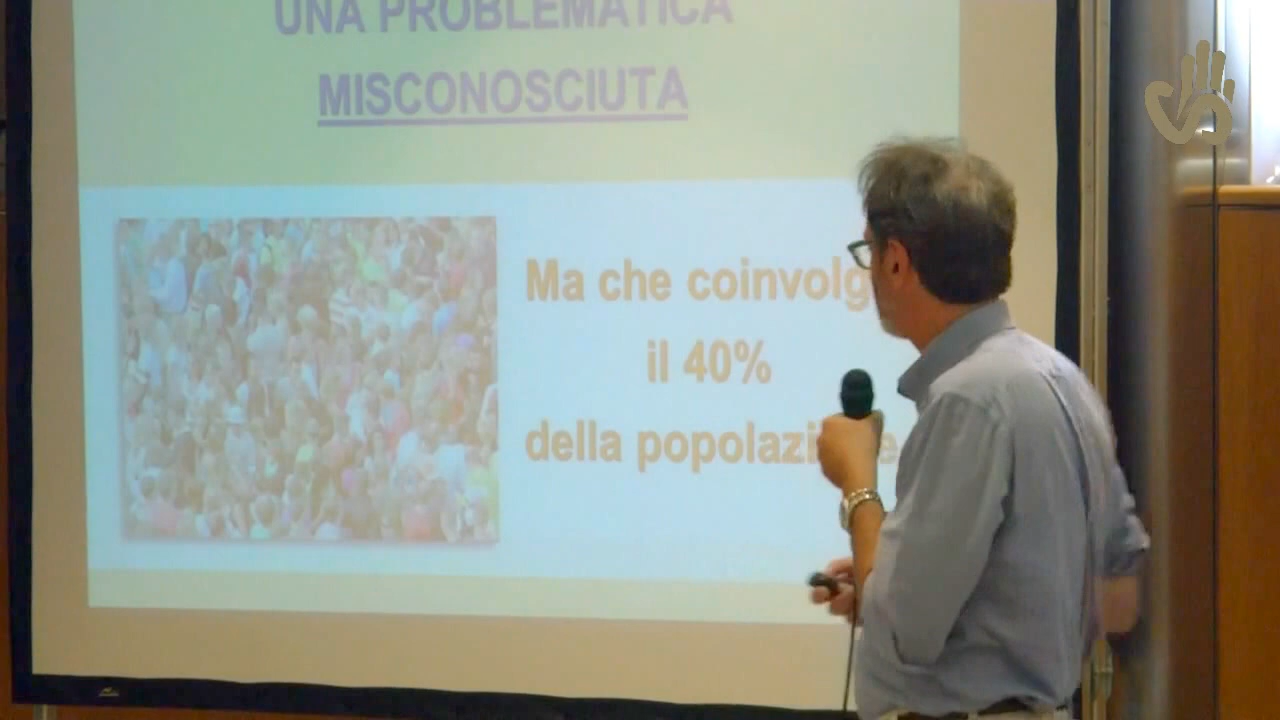 UNA PROBLEMATICA
MISCONOSCIUTA
Ma che coinvolg
il 40%
della popolazi e